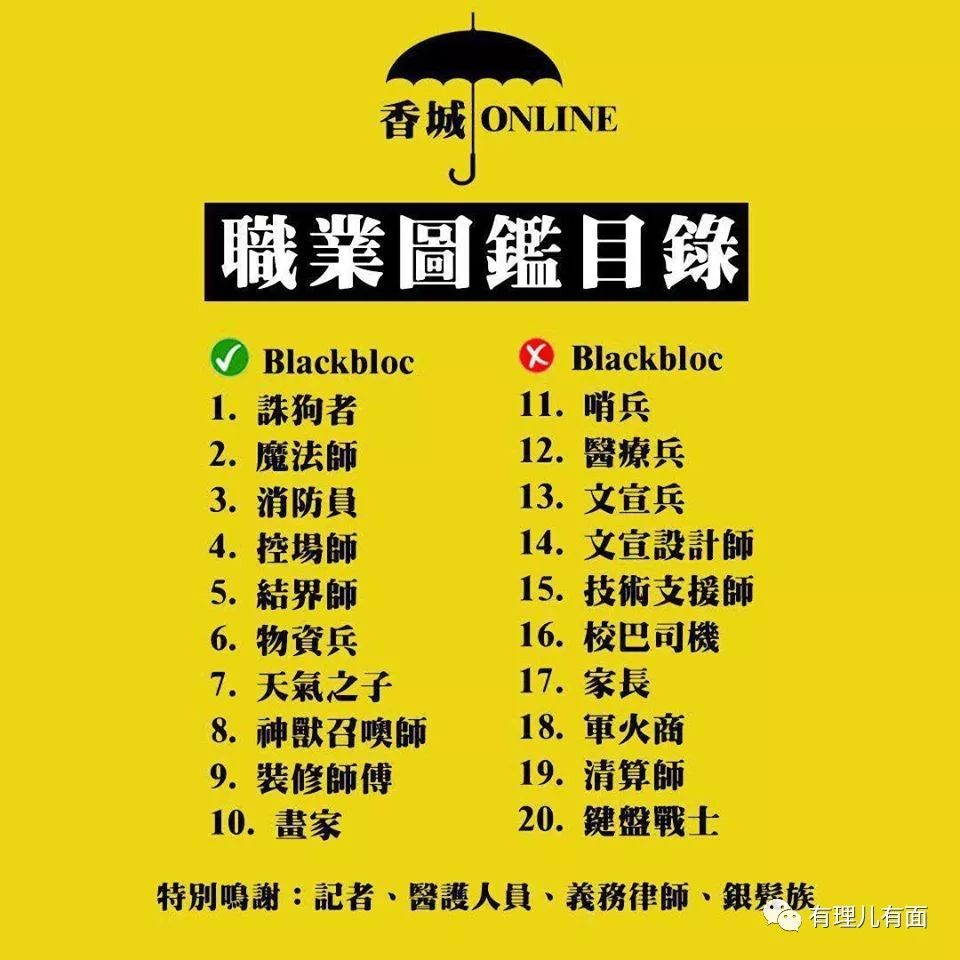 香城 ONLINE
職業圖鑑目錄
Blackbloc
1. 誅狗者
2. 魔法師
3. 消防員
4. 控場師
5. 結界師
6. 物資兵
7. 天氣之子
8. 神獸召喚師
9. 裝修師傅
10. 畫家
Blackbloc
11. 哨兵
12. 醫療兵
13. 文宣兵
14. 文宣設計師
15. 技術支援師
16. 校巴司機
17. 家長
18. 軍火商
19. 清算師
20. 鍵盤戰士
特別鳴謝：記者、醫護人員、義務律師、銀髮族
有理儿有面